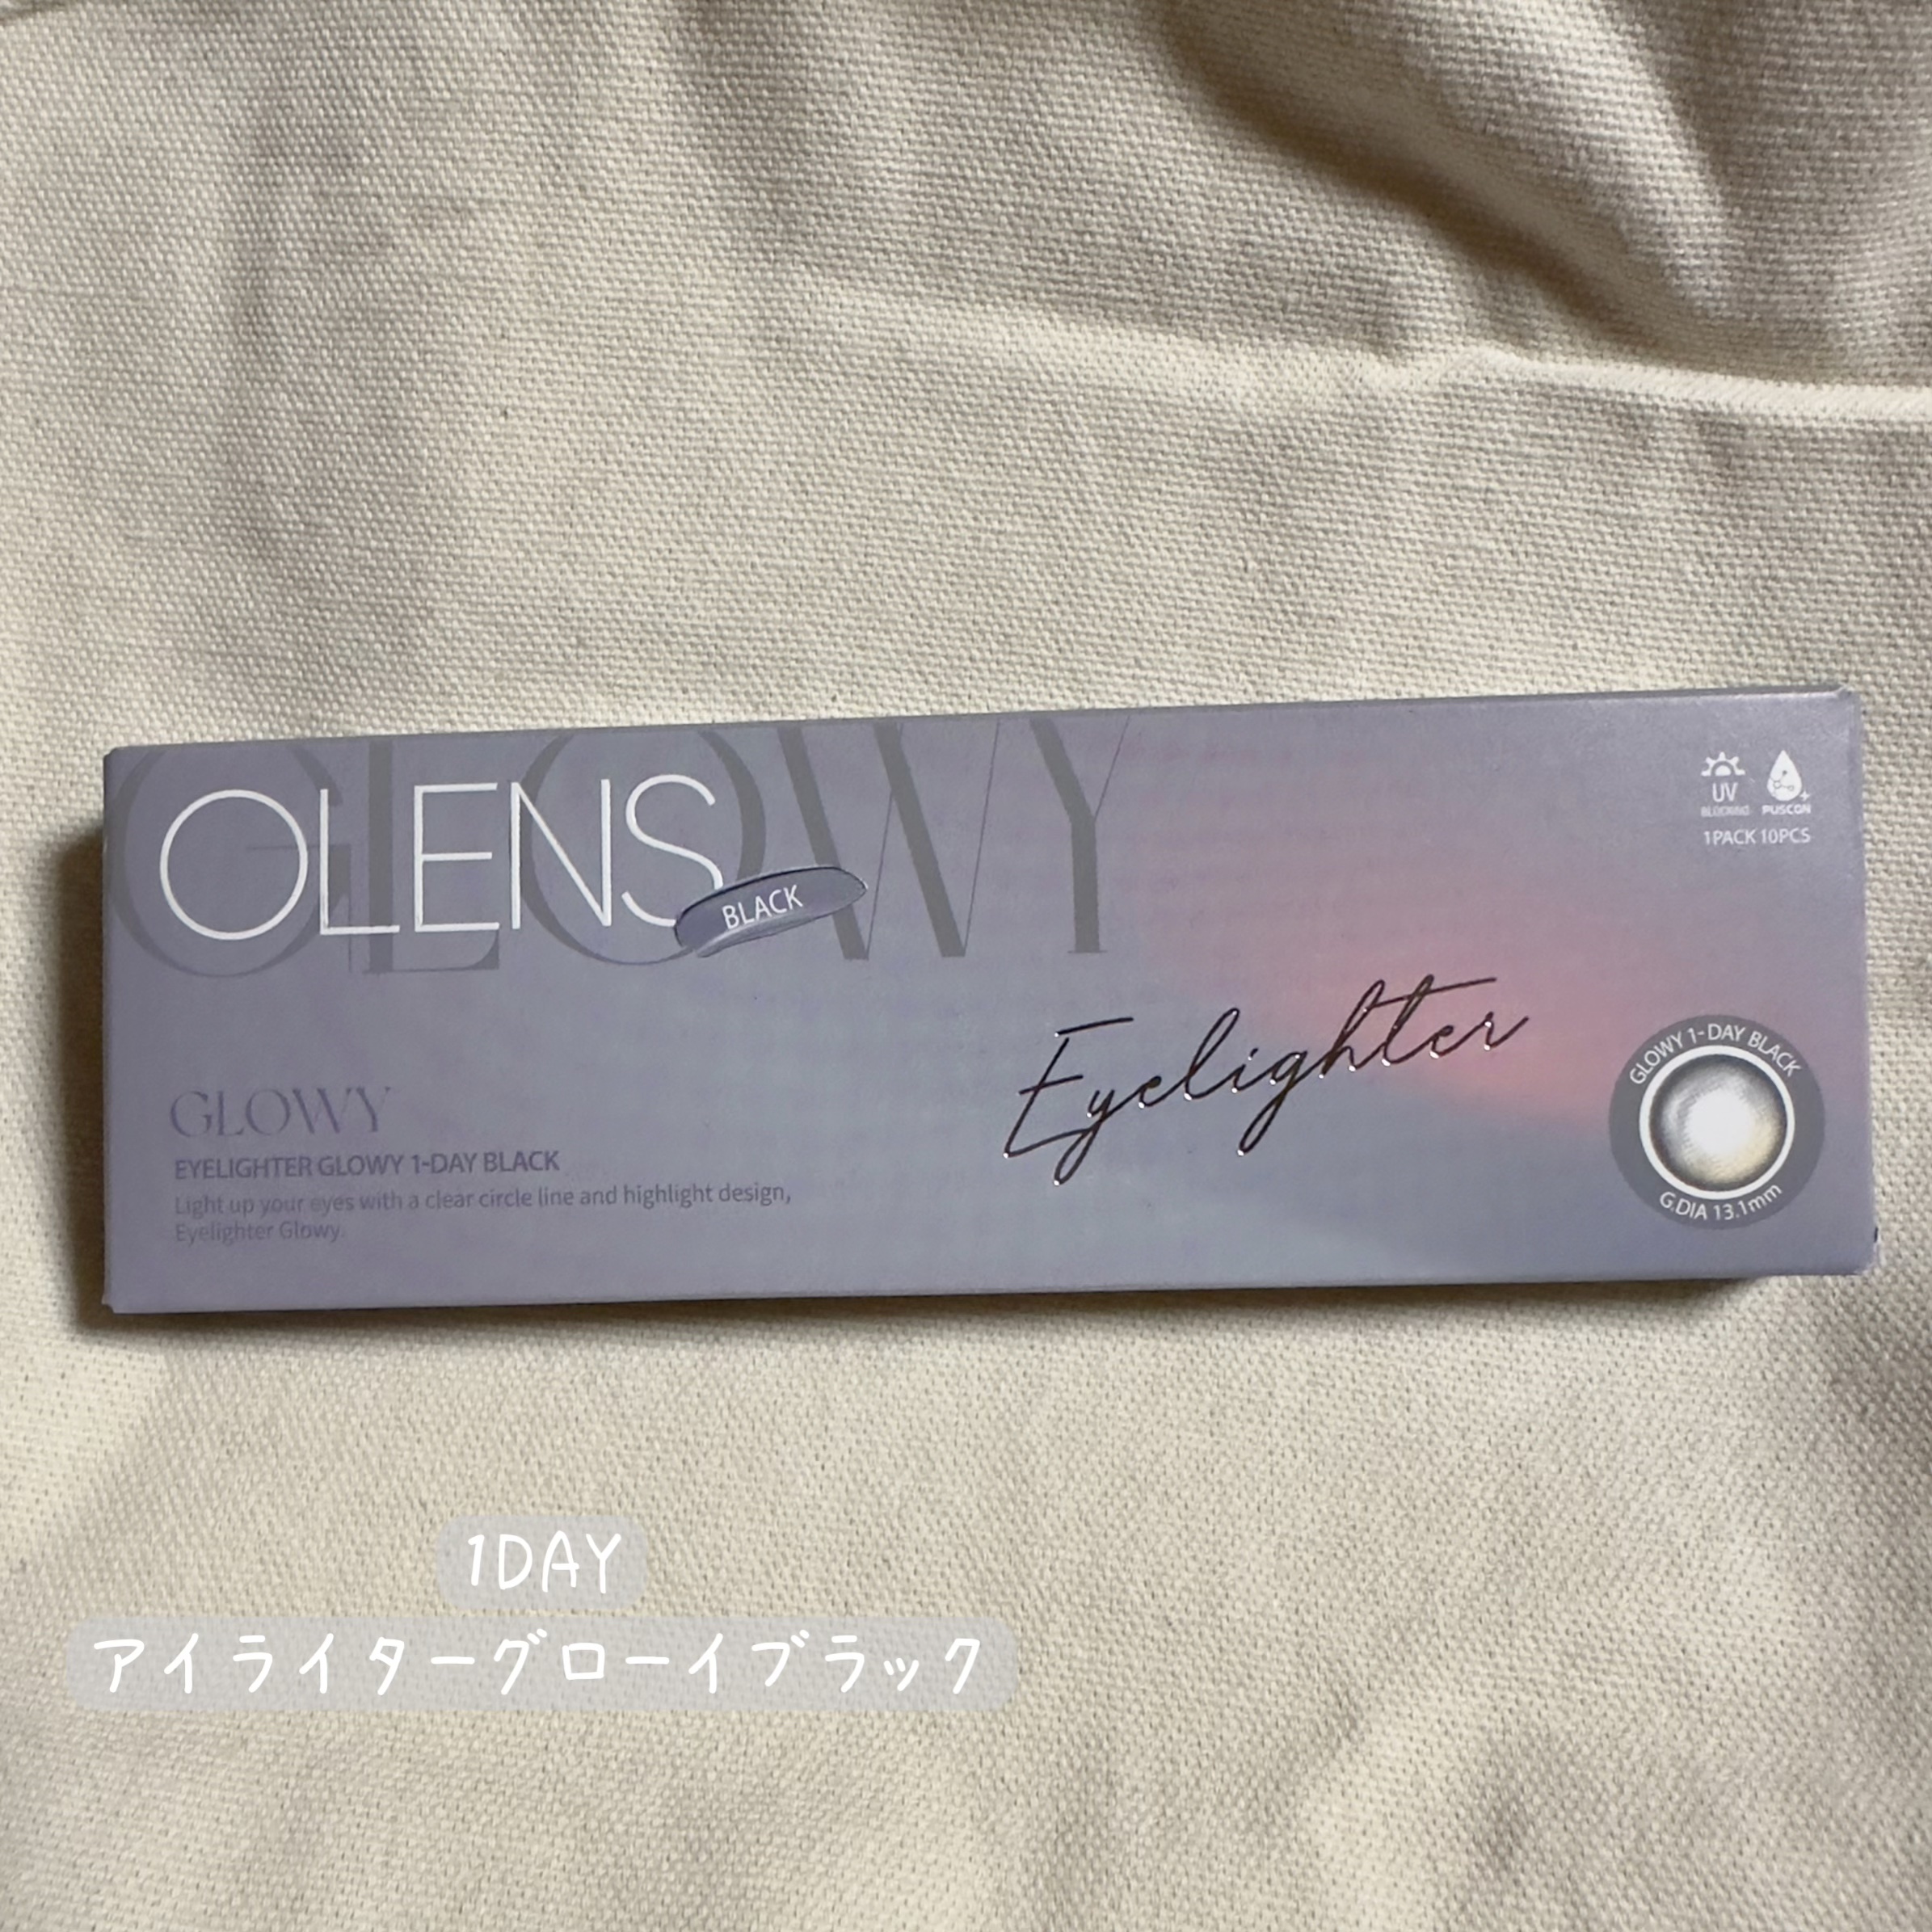 GLOWY
OLENS
BLACK
UV
BLOCKING
PUSCON
1PACK 10PCS
Eyelighter
GLOWY
EYELIGHTER GLOWY 1-DAY BLACK
Light up your eyes with a clear circle line and highlight design,
Eyelighter Glowy.
GLOWY 1-DAY BLACK
G.DIA 13.1mm
1DAY
アイライターグローイブラック